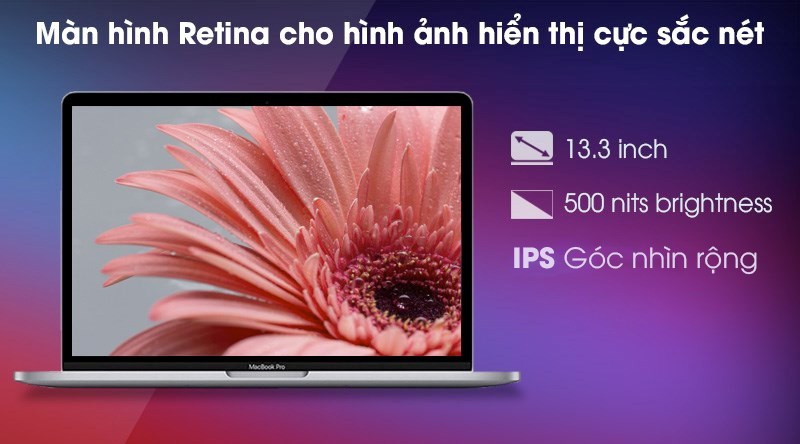 Màn hình Retina cho hình ảnh hiển thị cực sắc nét
13.3 inch
500 nits brightness
IPS Góc nhìn rộng
MacBook Pro